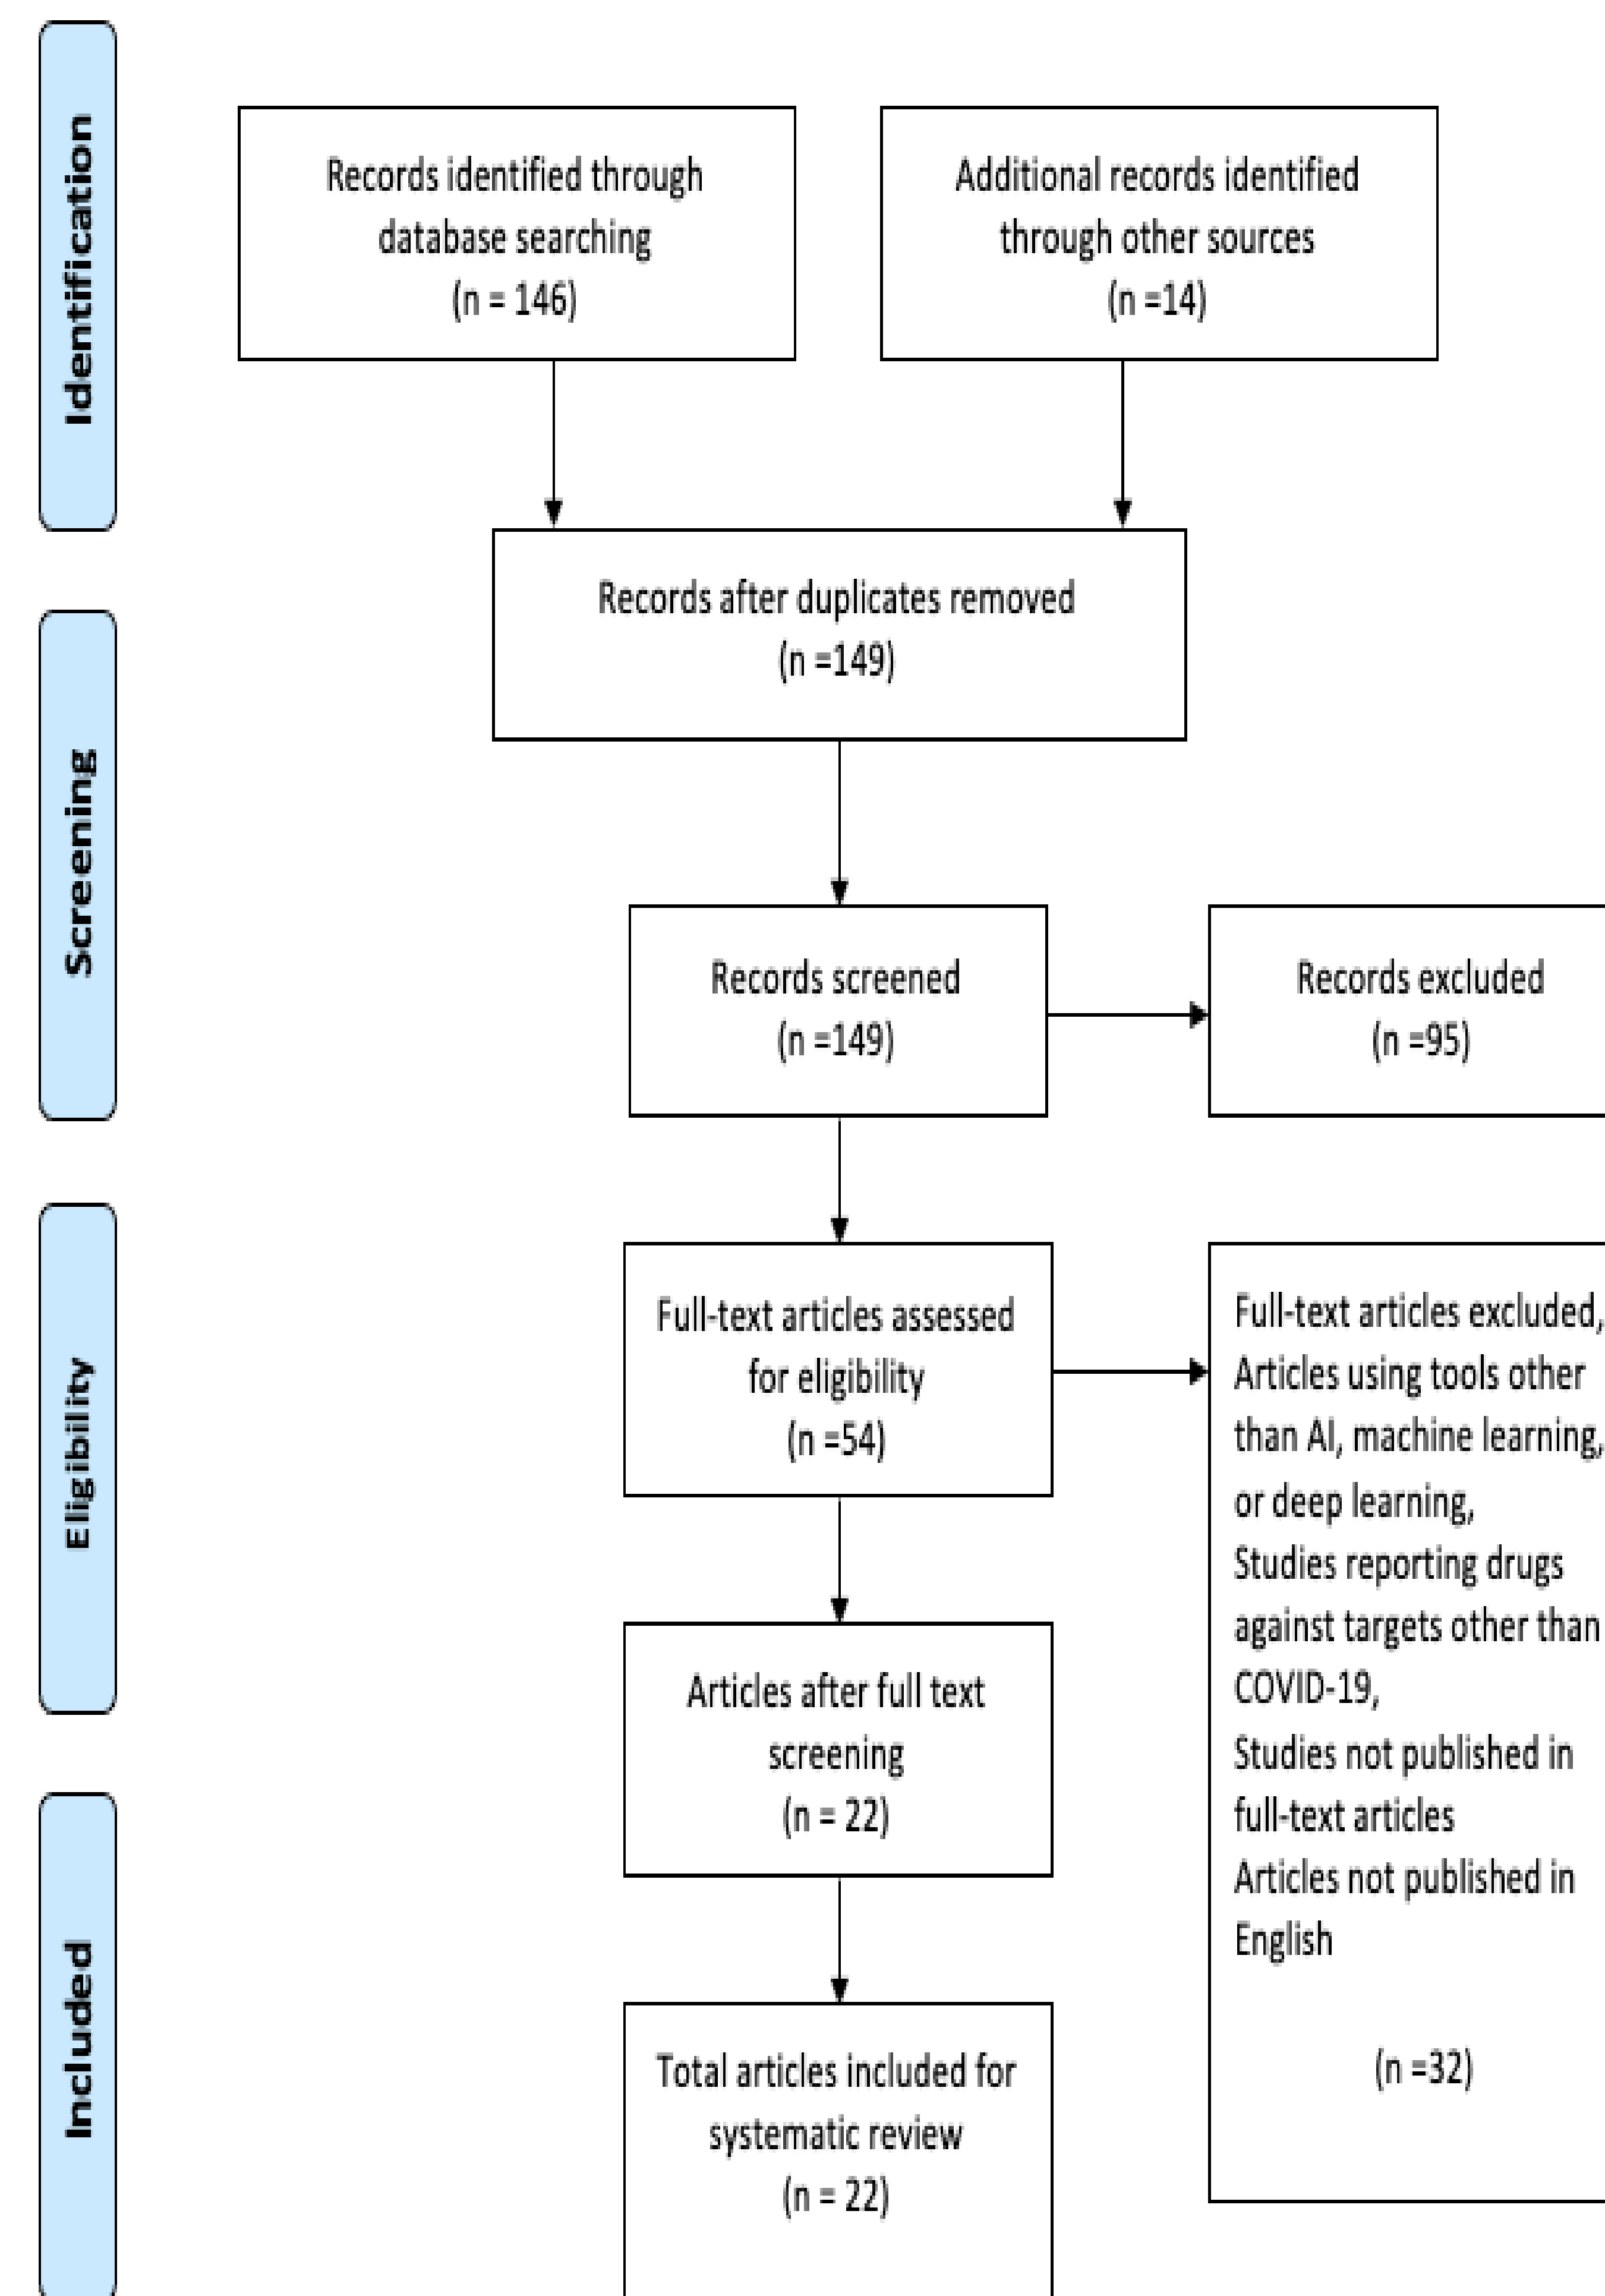 Identification
Records identified through
database searching
(n = 146)
Additional records identified
through other sources
(n =14)
Records after duplicates removed
(n =149)
Screening
Records screened
(n =149)
Records excluded
(n =95)
Eligibility
Full-text articles assessed
for eligibility
(n =54)
Full-text articles excluded,
Articles using tools other
than AI, machine learning,
or deep learning,
Studies reporting drugs
against targets other than
COVID-19,
Studies not published in
full-text articles
Articles not published in
English
(n =32)
Articles after full text
screening
(n = 22)
Included
Total articles included for
systematic review
(n = 22)